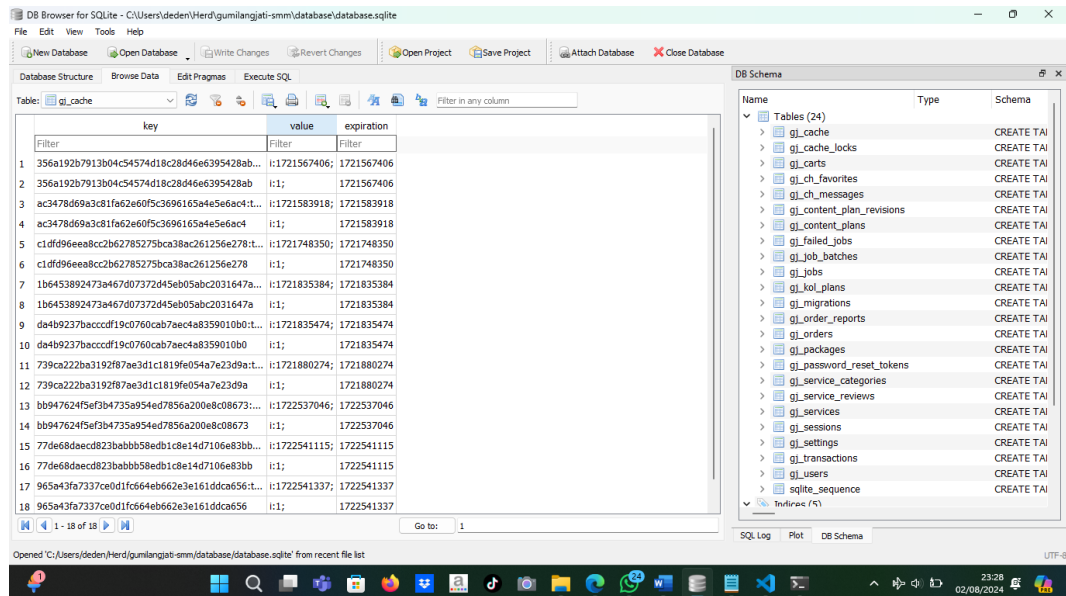 DB Browser for SQLite - C:\Users\deden\Herd\gumilangjati-smm\database\database.sqlite
File Edit View Tools Help
New Database Open Database Write Changes Revert Changes Open Project Save Project Attach Database Close Database
Database Structure Browse Data Edit Pragmas Execute SQL
Table: gj_cache Filter in any column
key value expiration
Filter Filter Filter
1 356a192b7913b04c54574d18c28d46e6395428ab... i:1721567406; 1721567406
2 356a192b7913b04c54574d18c28d46e6395428ab i:1; 1721567406
3 ac3478d69a3c81fa62e60f5c3696165a4e5e6ac4:t... i:1721583918; 1721583918
4 ac3478d69a3c81fa62e60f5c3696165a4e5e6ac4 i:1; 1721583918
5 c1dfd96eea8cc2b62785275bca38ac261256e278:t... i:1721748350; 1721748350
6 c1dfd96eea8cc2b62785275bca38ac261256e278 i:1; 1721748350
7 1b6453892473a467d07372d45eb05abc2031647a... i:1721835384; 1721835384
8 1b6453892473a467d07372d45eb05abc2031647a i:1; 1721835384
9 da4b9237bacccdf19c0760cab7aec4a8359010b0:t... i:1721835474; 1721835474
10 da4b9237bacccdf19c0760cab7aec4a8359010b0 i:1; 1721835474
11 739ca222ba3192f87ae3d1c1819fe054a7e23d9a:t... i:1721880274; 1721880274
12 739ca222ba3192f87ae3d1c1819fe054a7e23d9a i:1; 1721880274
13 bb947624f5ef3b4735a954ed7856a200e8c08673:... i:1722537046; 1722537046
14 bb947624f5ef3b4735a954ed7856a200e8c08673 i:1; 1722537046
15 77de68daecd823babbb58edb1c8e14d7106e83bb... i:1722541115; 1722541115
16 77de68daecd823babbb58edb1c8e14d7106e83bb i:1; 1722541115
17 965a43fa7337ce0d1fc664eb662e3e161ddca656:t... i:1722541337; 1722541337
18 965a43fa7337ce0d1fc664eb662e3e161ddca656 i:1; 1722541337
1 - 18 of 18 Go to: 1
DB Schema
Name Type Schema
Tables (24)
gj_cache CREATE TAI
gj_cache_locks CREATE TAI
gj_carts CREATE TAI
gj_ch_favorites CREATE TAI
gj_ch_messages CREATE TAI
gj_content_plan_revisions CREATE TAI
gj_content_plans CREATE TAI
gj_failed_jobs CREATE TAI
gj_job_batches CREATE TAI
gj_jobs CREATE TAI
gj_kol_plans CREATE TAI
gj_migrations CREATE TAI
gj_order_reports CREATE TAI
gj_orders CREATE TAI
gj_packages CREATE TAI
gj_password_reset_tokens CREATE TAI
gj_service_categories CREATE TAI
gj_service_reviews CREATE TAI
gj_services CREATE TAI
gj_sessions CREATE TAI
gj_settings CREATE TAI
gj_transactions CREATE TAI
gj_users CREATE TAI
sqlite_sequence CREATE TAI
Indices (5)
SQL Log Plot DB Schema
Opened 'C:/Users/deden/Herd/gumilangjati-smm/database/database.sqlite' from recent file list UTF-8
24
23:28
02/08/2024